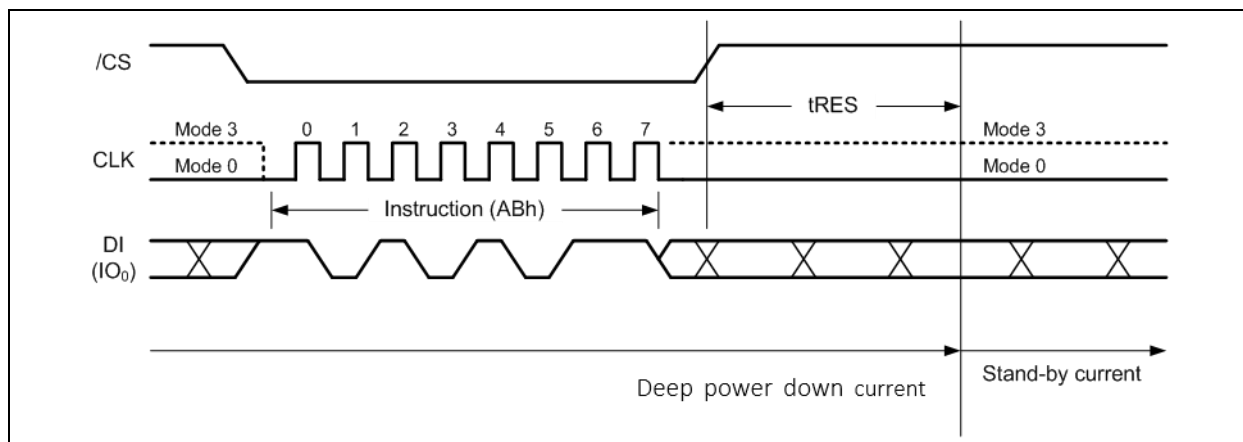 /CS
tRES
Mode 3 0 1 2 3 4 5 6 7 Mode 3
CLK
Mode 0 Mode 0
Instruction (ABh)
DI
(IO₀)
Deep power down current
Stand-by current